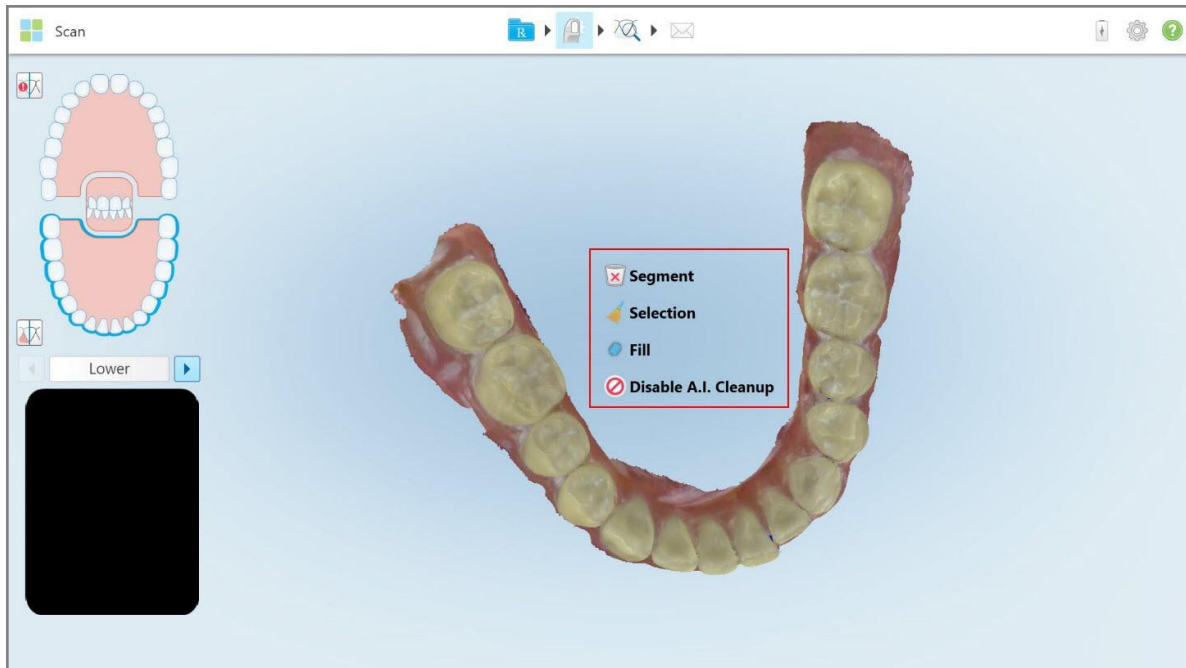 Scan
R
?
Lower
Segment
Selection
Fill
Disable A.I. Cleanup